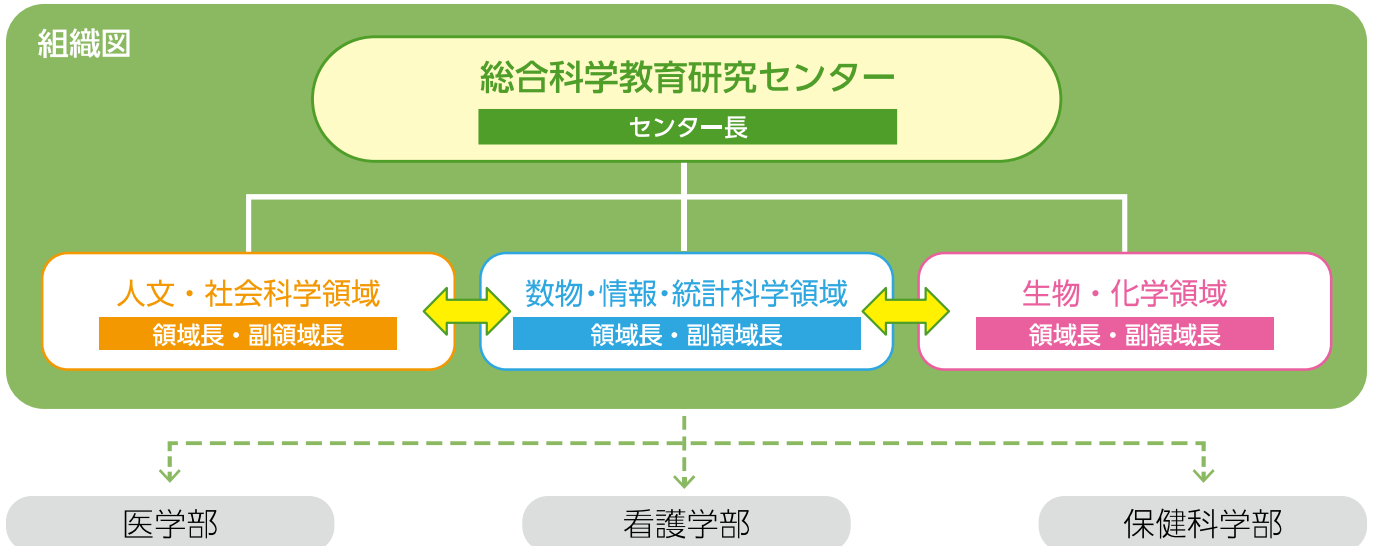 組織図
総合科学教育研究センター
センター長
人文・社会科学領域
領域長・副領域長
数物・情報・統計科学領域
領域長・副領域長
生物・化学領域
領域長・副領域長
医学部
看護学部
保健科学部